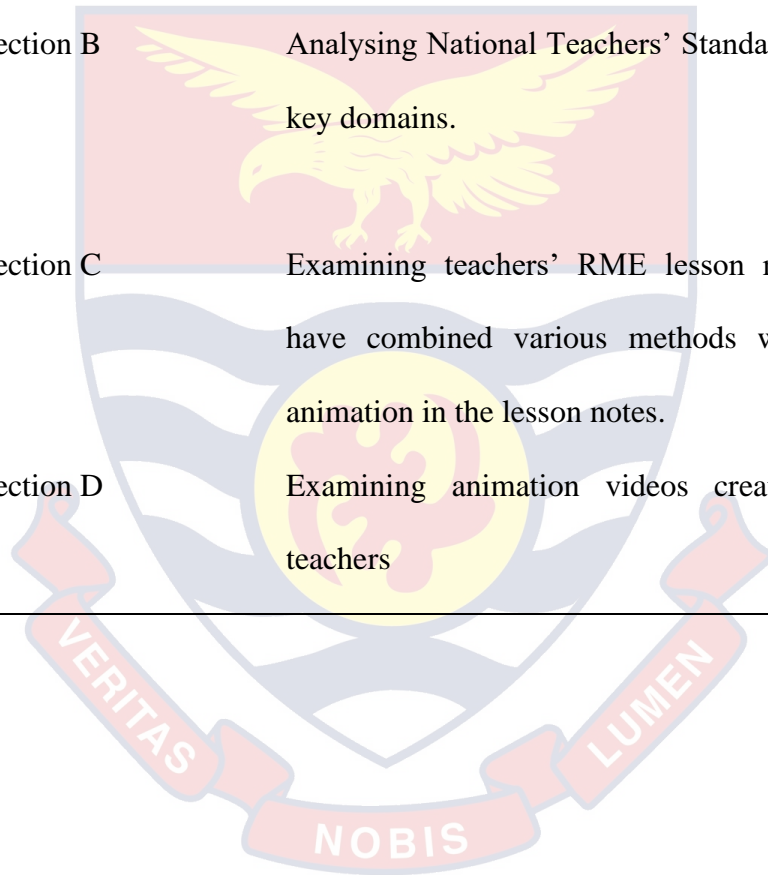 ection B Analysing National Teachers’ Standa
key domains.
ection C Examining teachers’ RME lesson
have combined various methods
animation in the lesson notes.
ection D Examining animation videos crea
teachers
VERITAS
NOBIS
LUMEN